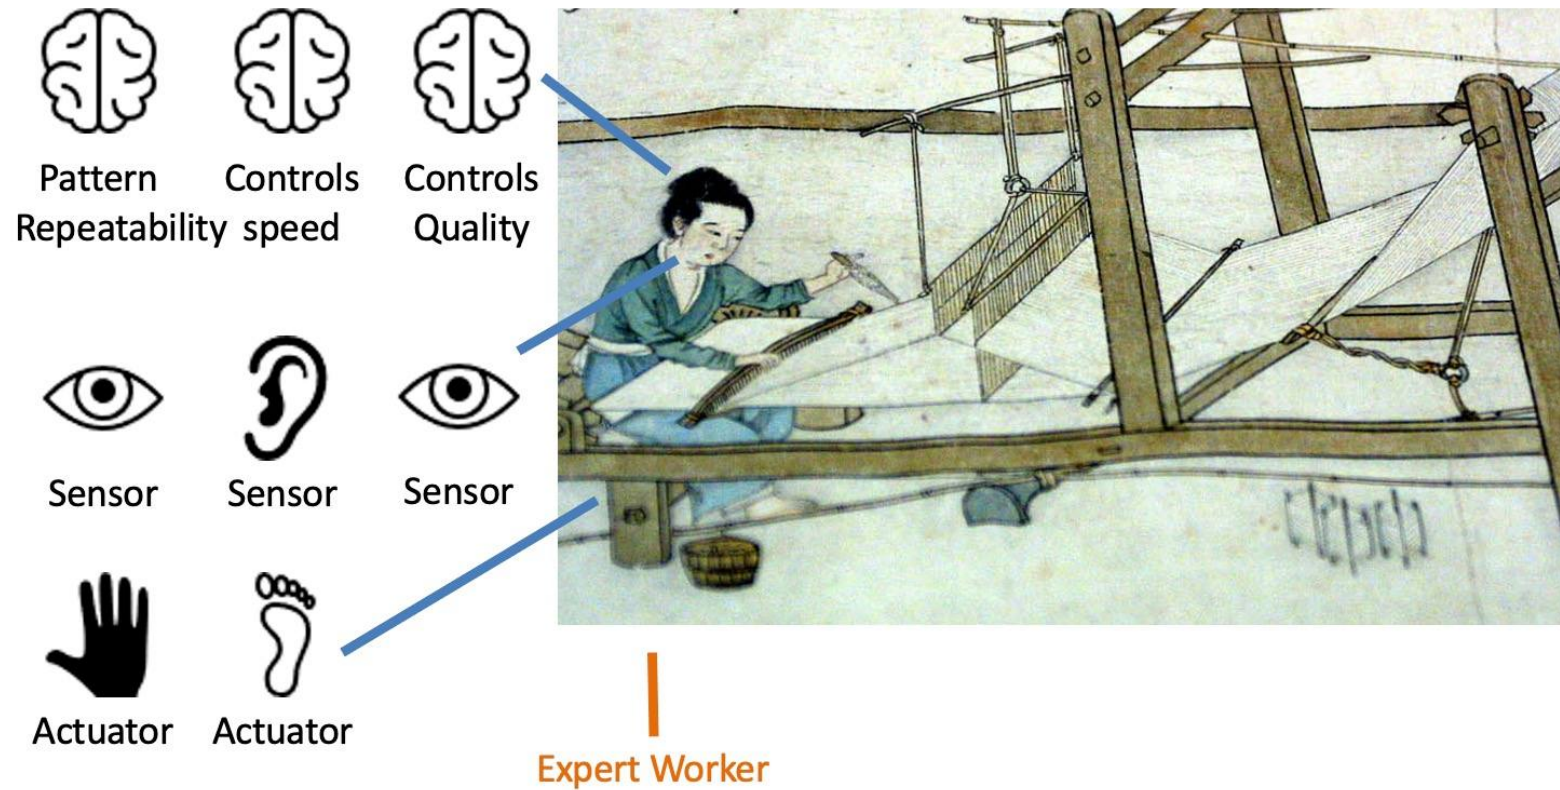 Pattern Repeatability
Controls speed
Controls Quality
Sensor
Sensor
Sensor
Actuator
Actuator
Expert Worker